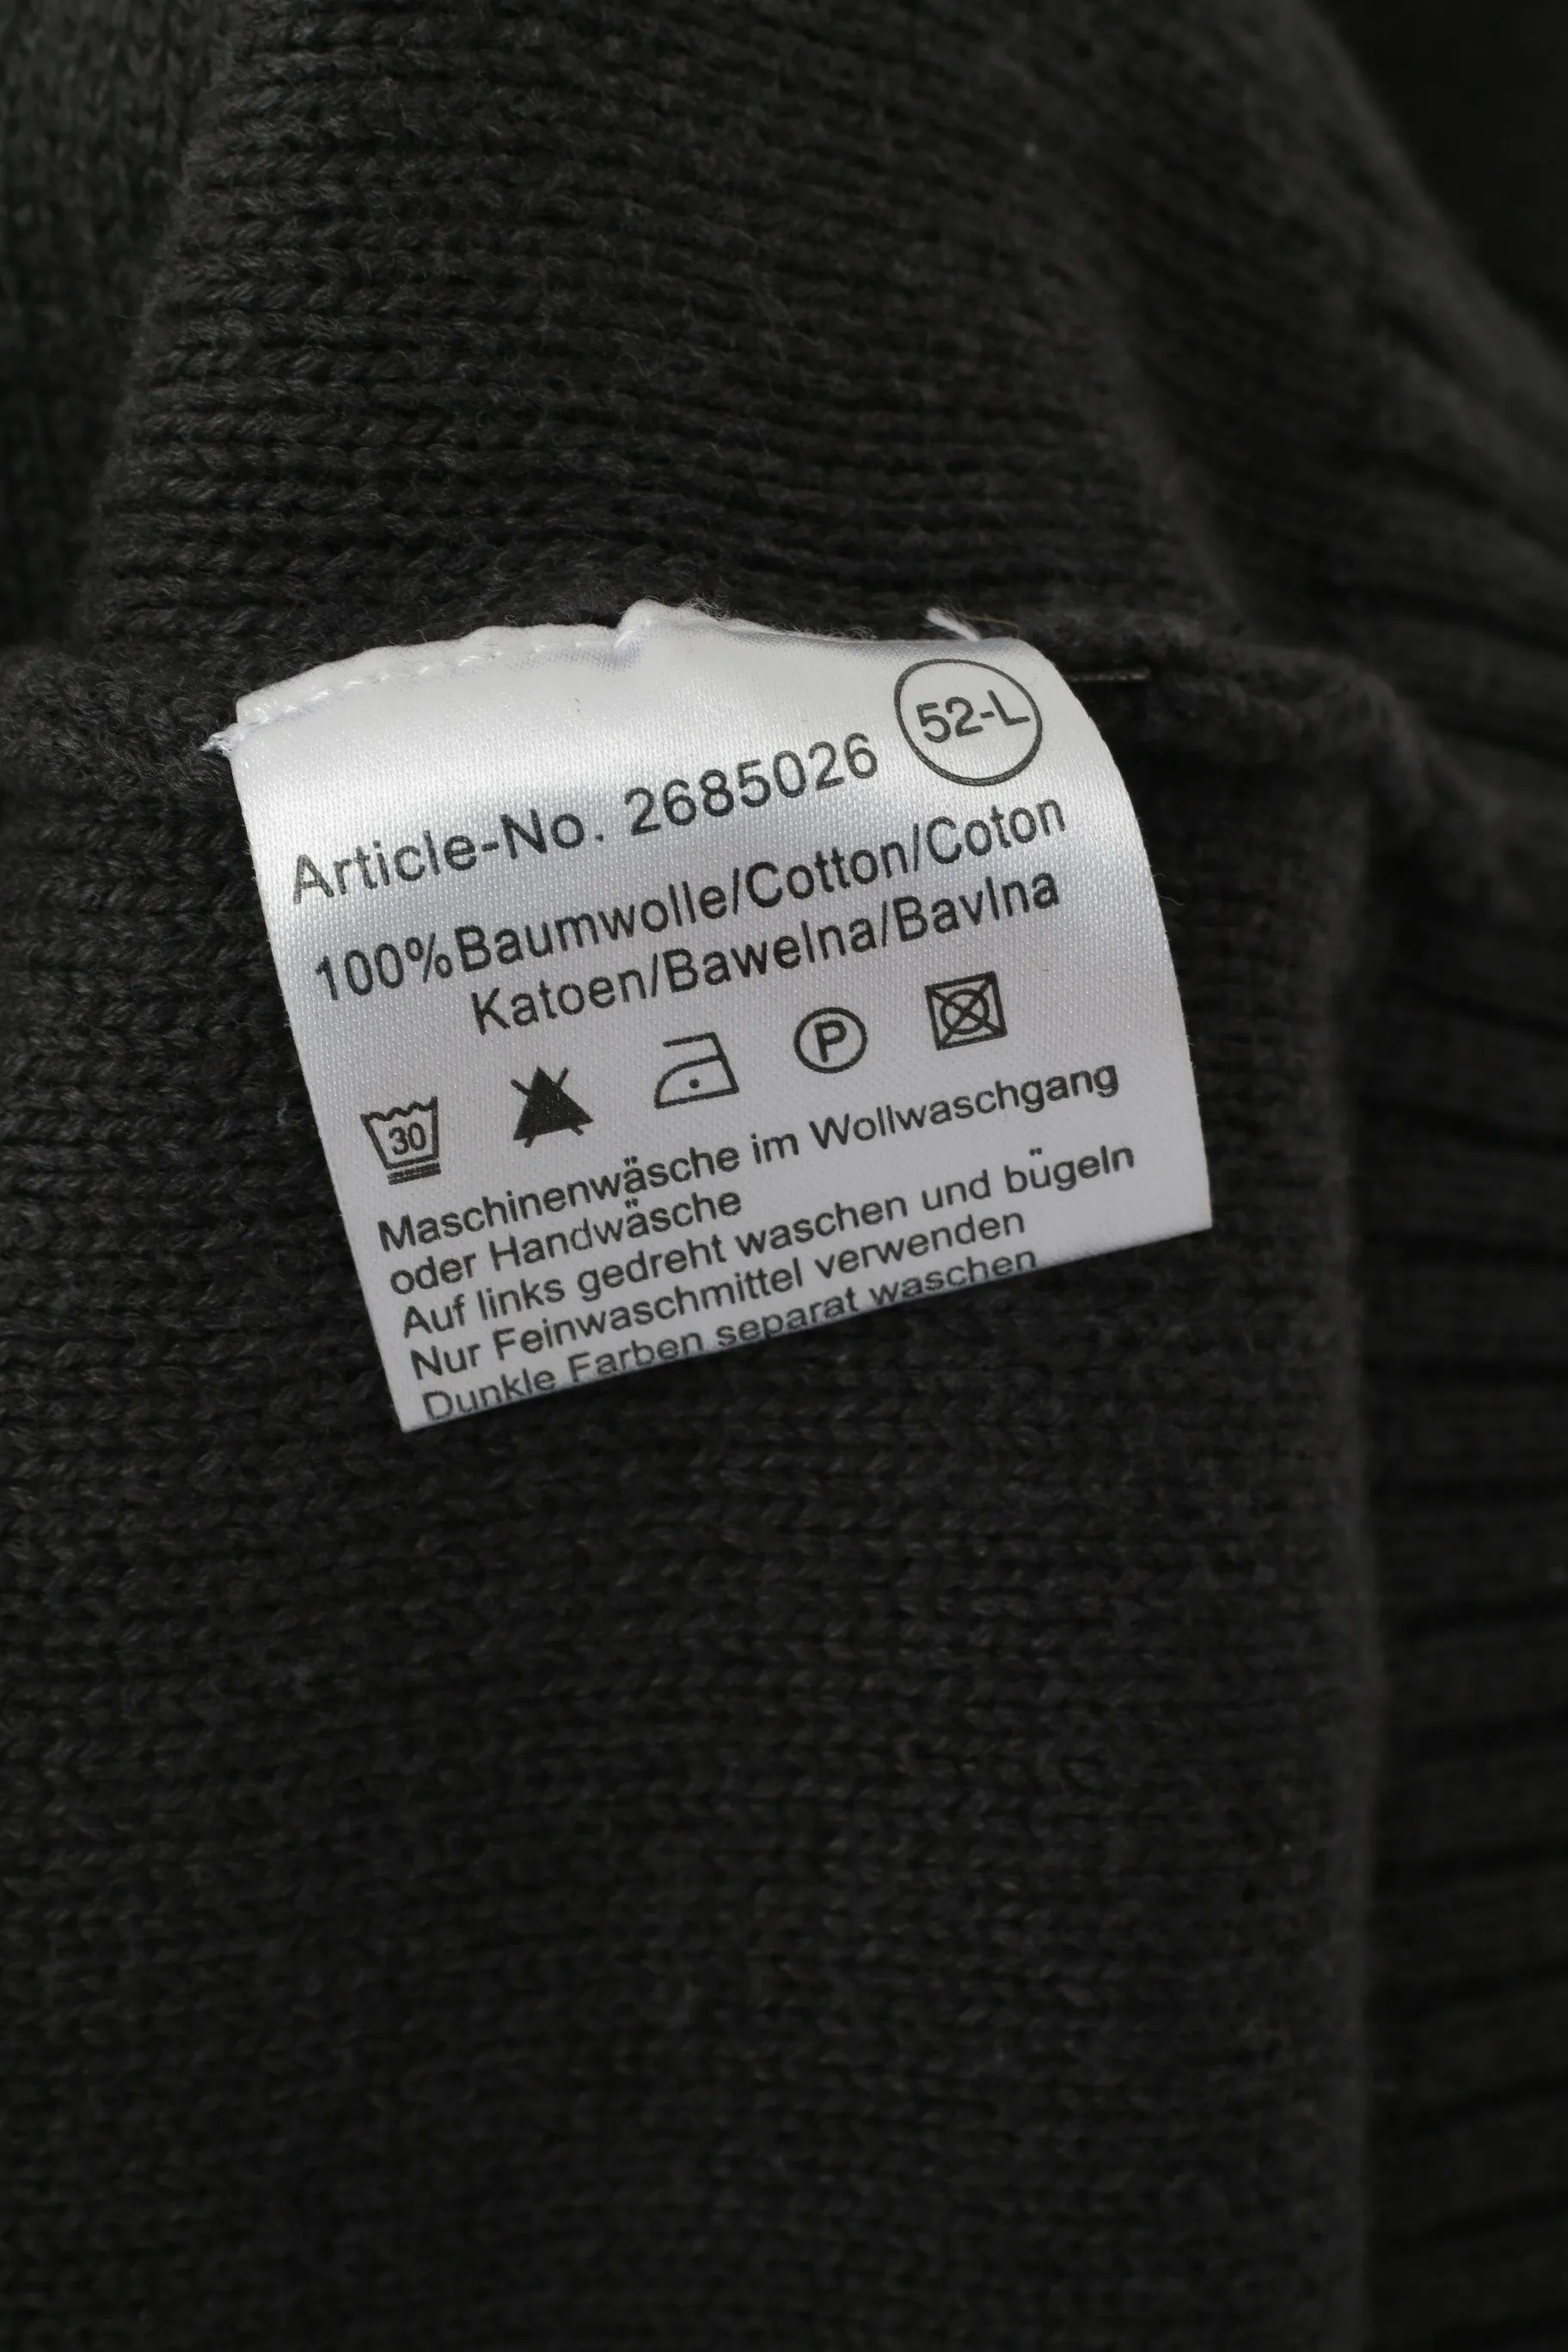 52-L
Article-No. 2685026
100%Baumwolle/Cotton/Coton
Katoen/Bawelna/Bavlna
30 P
Maschinenwäsche im Wollwaschgang
oder Handwäsche
Auf links gedreht waschen und bügeln
Nur Feinwaschmittel verwenden
Dunkle Farben separat waschen